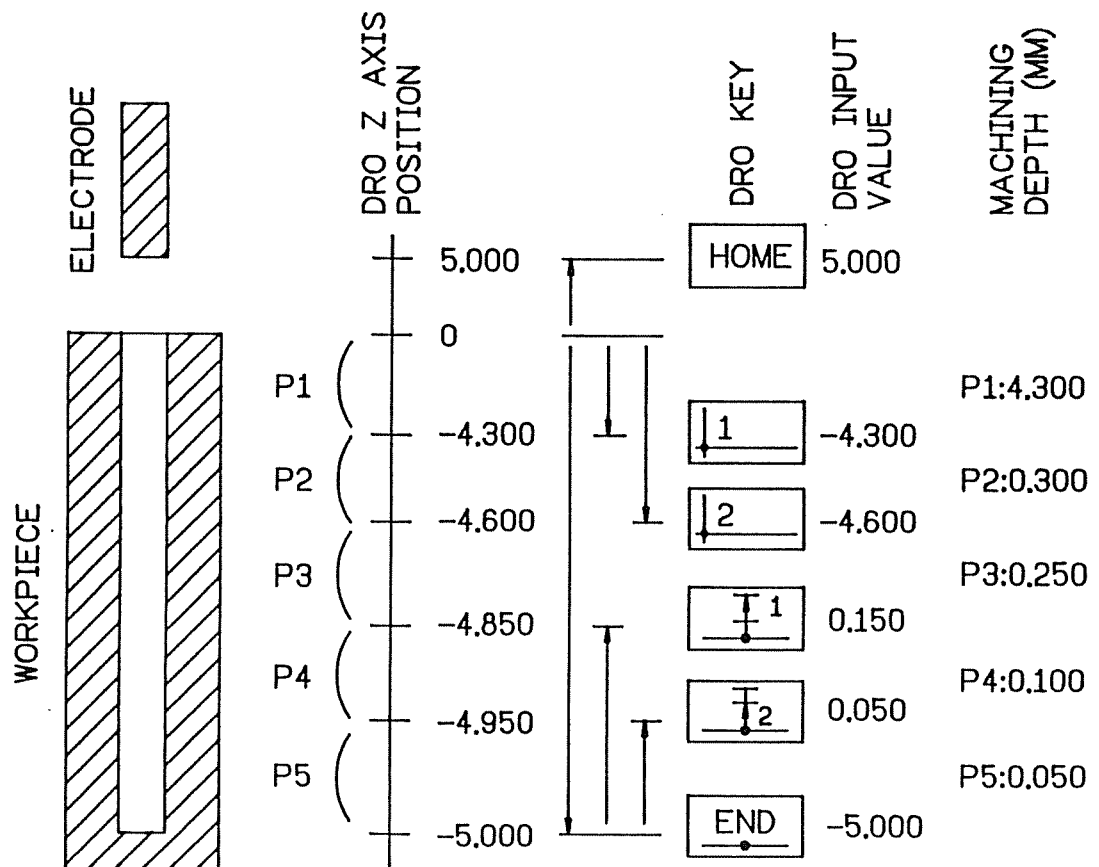 ELECTRODE
WORKPIECE
DRO Z AXIS
POSITION
DRO KEY
DRO INPUT
VALUE
MACHINING
DEPTH (MM)
5.000
HOME
5.000
0
P1
P1:4.300
-4.300
1
-4.300
P2
P2:0.300
-4.600
2
-4.600
P3
P3:0.250
-4.850
1
0.150
P4
P4:0.100
-4.950
2
0.050
P5
P5:0.050
-5.000
END
-5.000